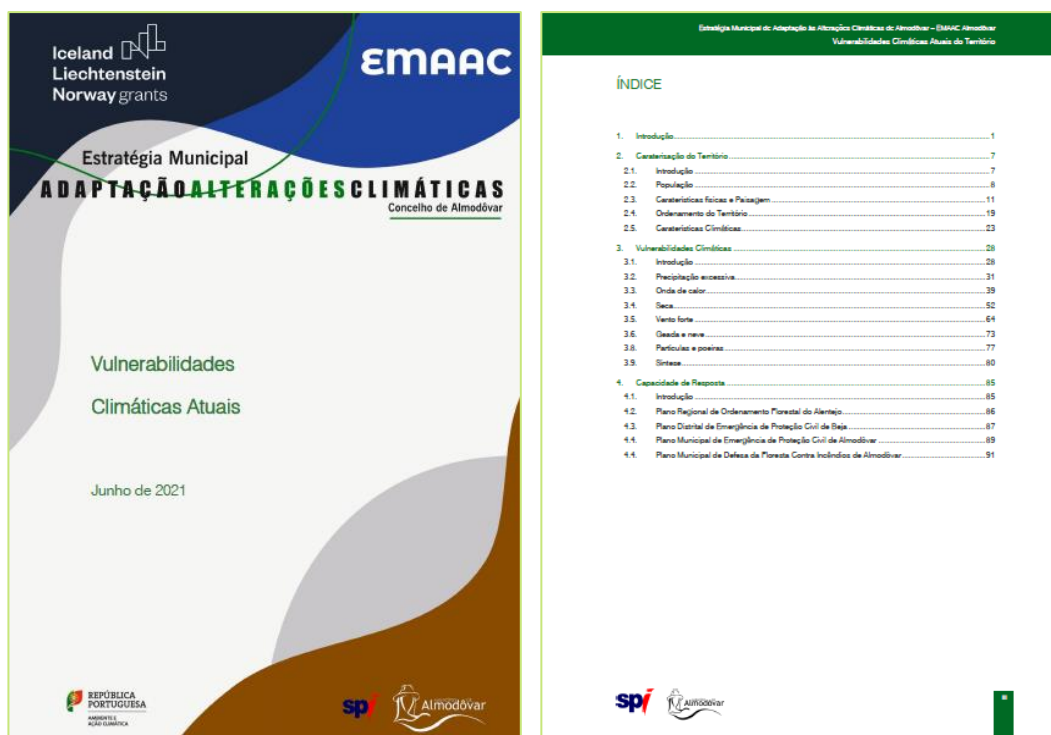 Iceland
Liechtenstein
Norway grants
EMAAC
Estratégia Municipal
ADAPTAÇÃOALTERAÇÕESCLIMÁTICAS
Concelho de Almodôvar
Vulnerabilidades
Climáticas Atuais
Junho de 2021
REPÚBLICA
PORTUGUESA
AMBIENTE E
AÇÃO CLIMÁTICA
spi
Almodôvar
Estratégia Municipal de Adaptação às Alterações Climáticas de Almodôvar – EMAAC Almodôvar
Vulnerabilidades Climáticas Atuais do Território
ÍNDICE
1. Introdução 1
2. Caraterização do Território 7
2.1. Introdução 7
2.2. População 8
2.3. Caraterísticas físicas e Paisagem 11
2.4. Ordenamento do Território 19
2.5. Caraterísticas Climáticas 23
3. Vulnerabilidades Climáticas 28
3.1. Introdução 28
3.2. Precipitação excessiva 31
3.3. Onda de calor 39
3.4. Seca 52
3.5. Vento forte 64
3.6. Geada e neve 73
3.8. Partículas e poeiras 77
3.9. Síntese 80
4. Capacidade de Resposta 85
4.1. Introdução 85
4.2. Plano Regional de Ordenamento Florestal do Alentejo 86
4.3. Plano Distrital de Emergência de Proteção Civil de Beja 87
4.4. Plano Municipal de Emergência de Proteção Civil de Almodôvar 89
4.4. Plano Municipal de Defesa da Floresta Contra Incêndios de Almodôvar 91
spi
Almodôvar